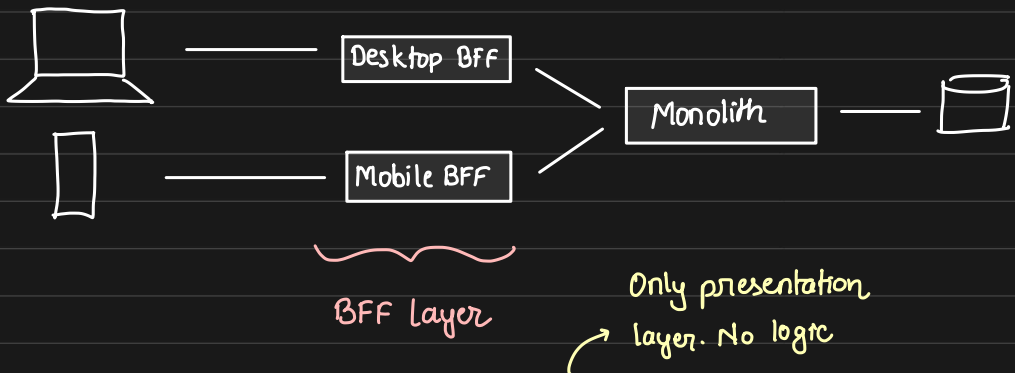 Desktop BFF
Monolith
Mobile BFF
BFF layer
Only presentation
layer. No logic